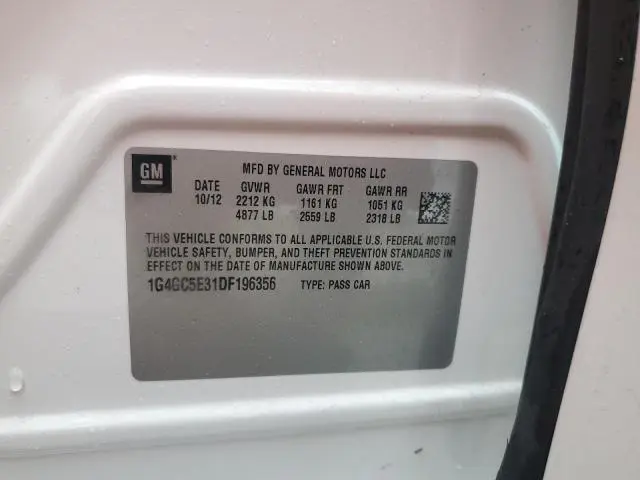 GM
MFD BY GENERAL MOTORS LLC
DATE GVWR GAWR FRT GAWR RR
10/12 2212 KG 1161 KG 1051 KG
4877 LB 2559 LB 2318 LB
THIS VEHICLE CONFORMS TO ALL APPLICABLE U.S. FEDERAL MOTOR
VEHICLE SAFETY, BUMPER, AND THEFT PREVENTION STANDARDS IN
EFFECT ON THE DATE OF MANUFACTURE SHOWN ABOVE.
1G4GC5E31DF196356 TYPE: PASS CAR